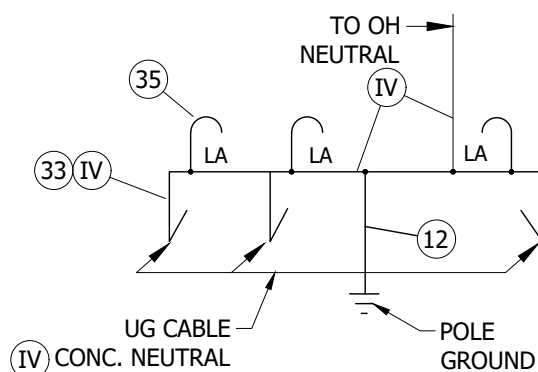 TO OH
NEUTRAL
35
IV
LA
LA
LA
33 IV
12
UG CABLE
POLE
IV CONC. NEUTRAL
GROUND